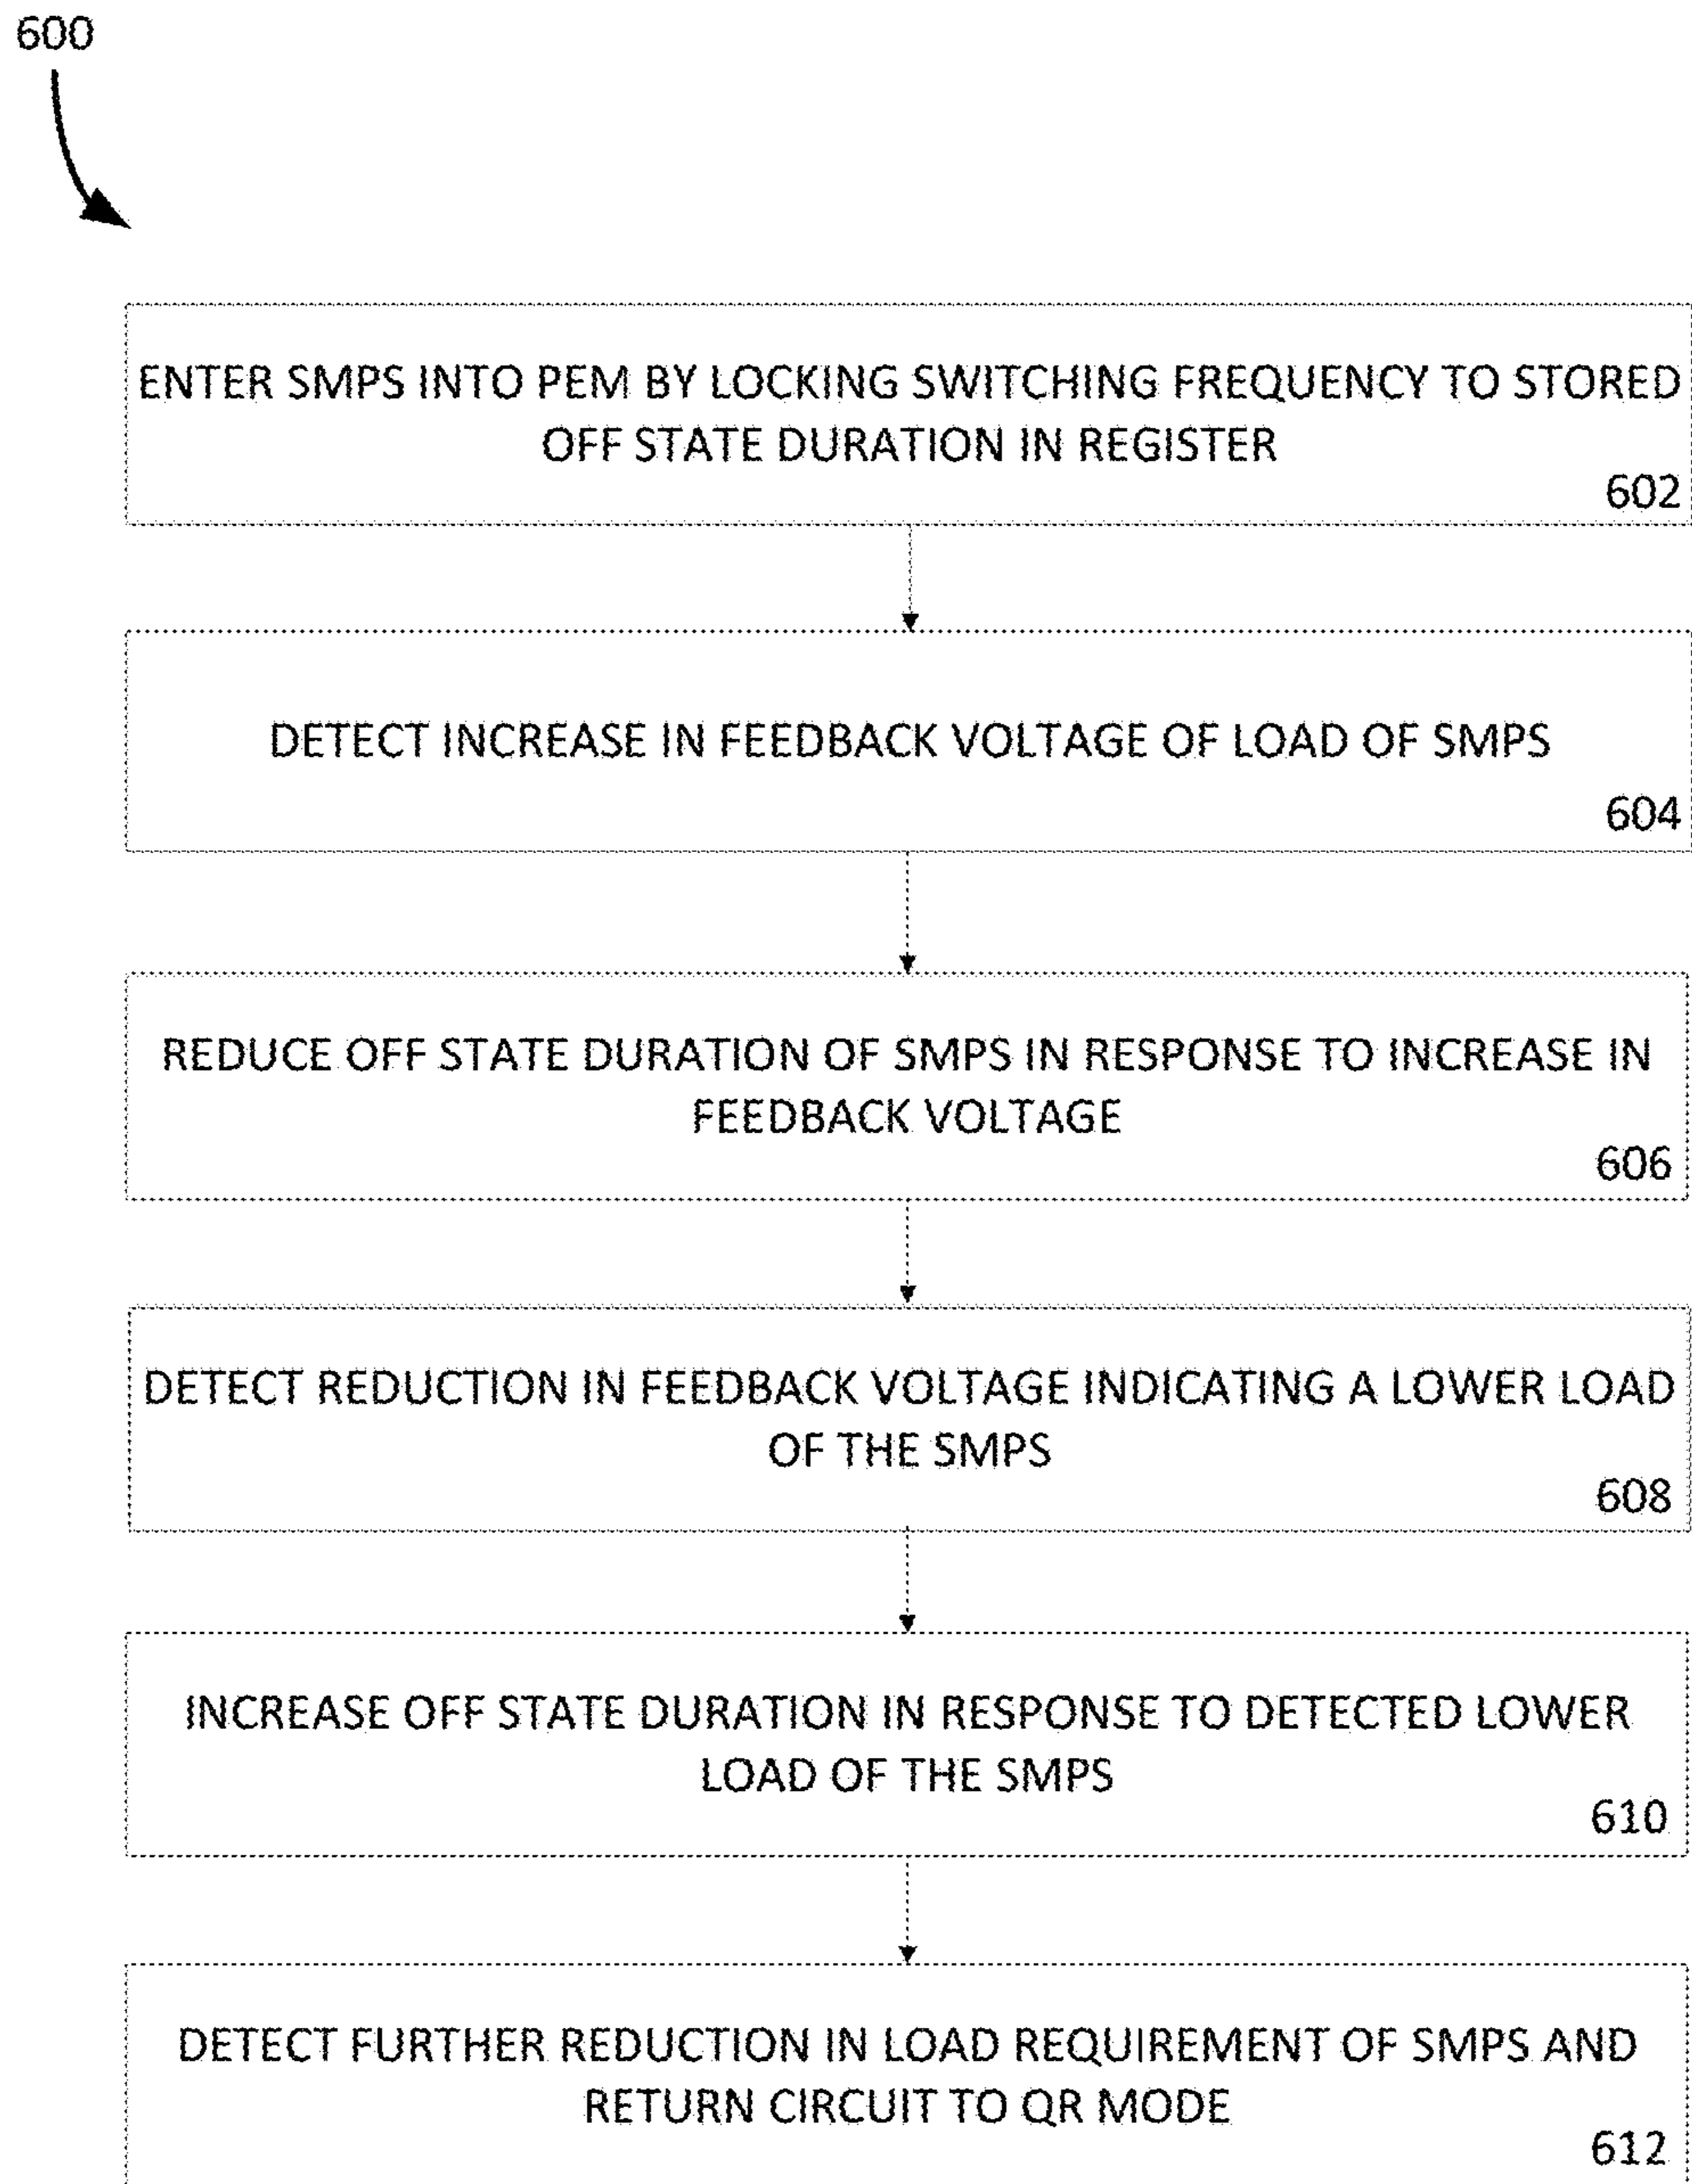 600
ENTER SMPS INTO PEM BY LOCKING SWITCHING FREQUENCY TO STORED
OFF STATE DURATION IN REGISTER
602
DETECT INCREASE IN FEEDBACK VOLTAGE OF LOAD OF SMPS
604
REDUCE OFF STATE DURATION OF SMPS IN RESPONSE TO INCREASE IN
FEEDBACK VOLTAGE
606
DETECT REDUCTION IN FEEDBACK VOLTAGE INDICATING A LOWER LOAD
OF THE SMPS
608
INCREASE OFF STATE DURATION IN RESPONSE TO DETECTED LOWER
LOAD OF THE SMPS
610
DETECT FURTHER REDUCTION IN LOAD REQUIREMENT OF SMPS AND
RETURN CIRCUIT TO QR MODE
612